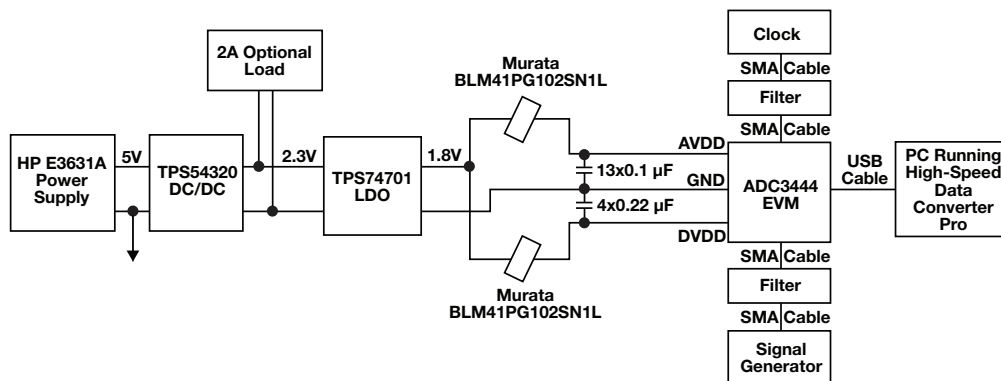 Clock
2A Optional
Load
SMA Cable
Murata
BLM41PG102SN1L
Filter
SMA Cable
HP E3631A
Power
Supply
5V
TPS54320
DC/DC
2.3V
TPS74701
LDO
1.8V
AVDD
13x0.1 µF
GND
4x0.22 µF
DVDD
ADC3444
EVM
USB
Cable
PC Running
High-Speed
Data
Converter
Pro
SMA Cable
Murata
BLM41PG102SN1L
Filter
SMA Cable
Signal
Generator